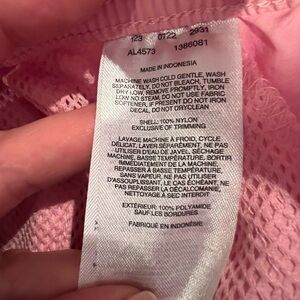 123 0722 2931
AL4573 1386081
MADE IN INDONESIA
MACHINE WASH COLD GENTLE, WASH
SEPARATELY, DO NOT BLEACH, TUMBLE
DRY LOW, REMOVE PROMPTLY, IRON
LOW NO STEAM, DO NOT USE FABRIC
SOFTENER, IF PRESENT DO NOT IRON
DECAL, DO NOT DRYCLEAN
SHELL: 100% NYLON
EXCLUSIVE OF TRIMMING
LAVAGE MACHINE À FROID, CYCLE
DÉLICAT, LAVER SÉPARÉMENT, NE PAS
UTILISER D'EAU DE JAVEL, SÉCHAGE
MACHINE, BASSE TEMPÉRATURE, SORTIR
IMMÉDIATEMENT DE LA MACHINE,
REPASSER À BASSE TEMPÉRATURE,
SANS VAPEUR, NE PAS UTILISER
D'ASSOUPLISSANT, LE CAS ÉCHÉANT, NE
PAS REPASSER LA DÉCALCOMANIE,
NETTOYAGE À SEC INTERDIT
EXTÉRIEUR: 100% POLYAMIDE
SAUF LES BORDURES
FABRIQUÉ EN INDONÉSIE